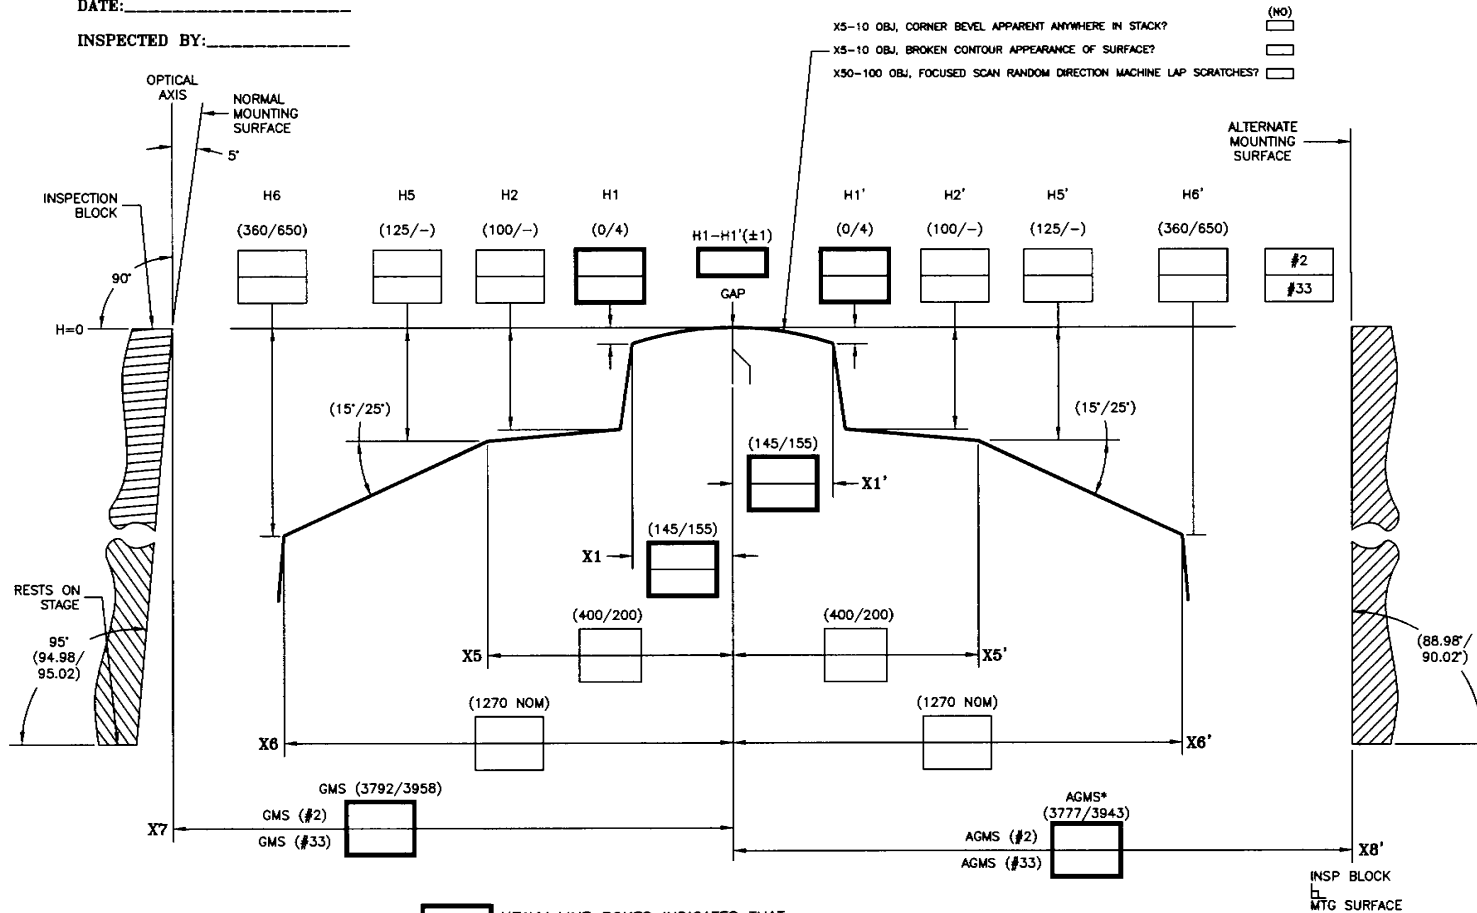 DATE:
INSPECTED BY:
(NO)
X5-10 OBJ, CORNER BEVEL APPARENT ANYWHERE IN STACK?
X5-10 OBJ, BROKEN CONTOUR APPEARANCE OF SURFACE?
X50-100 OBJ, FOCUSED SCAN RANDOM DIRECTION MACHINE LAP SCRATCHES?
OPTICAL
AXIS
NORMAL
MOUNTING
SURFACE
5°
ALTERNATE
MOUNTING
SURFACE
INSPECTION
BLOCK
H6 H5 H2 H1 H1' H2' H5' H6'
(360/650) (125/-) (100/-) (0/4) H1-H1'(±1) (0/4) (100/-) (125/-) (360/650)
#2
#33
90°
GAP
H=0
(15°/25°) (15°/25°)
(145/155)
X1'
(145/155)
X1
RESTS ON
STAGE
95°
(94.98/
95.02)
(88.98°/
90.02°)
(400/200) (400/200)
X5 X5'
(1270 NOM) (1270 NOM)
X6 X6'
GMS (3792/3958)
GMS (#2)
GMS (#33)
X7
AGMS*
(3777/3943)
AGMS (#2)
AGMS (#33)
X8'
INSP BLOCK
MTG SURFACE